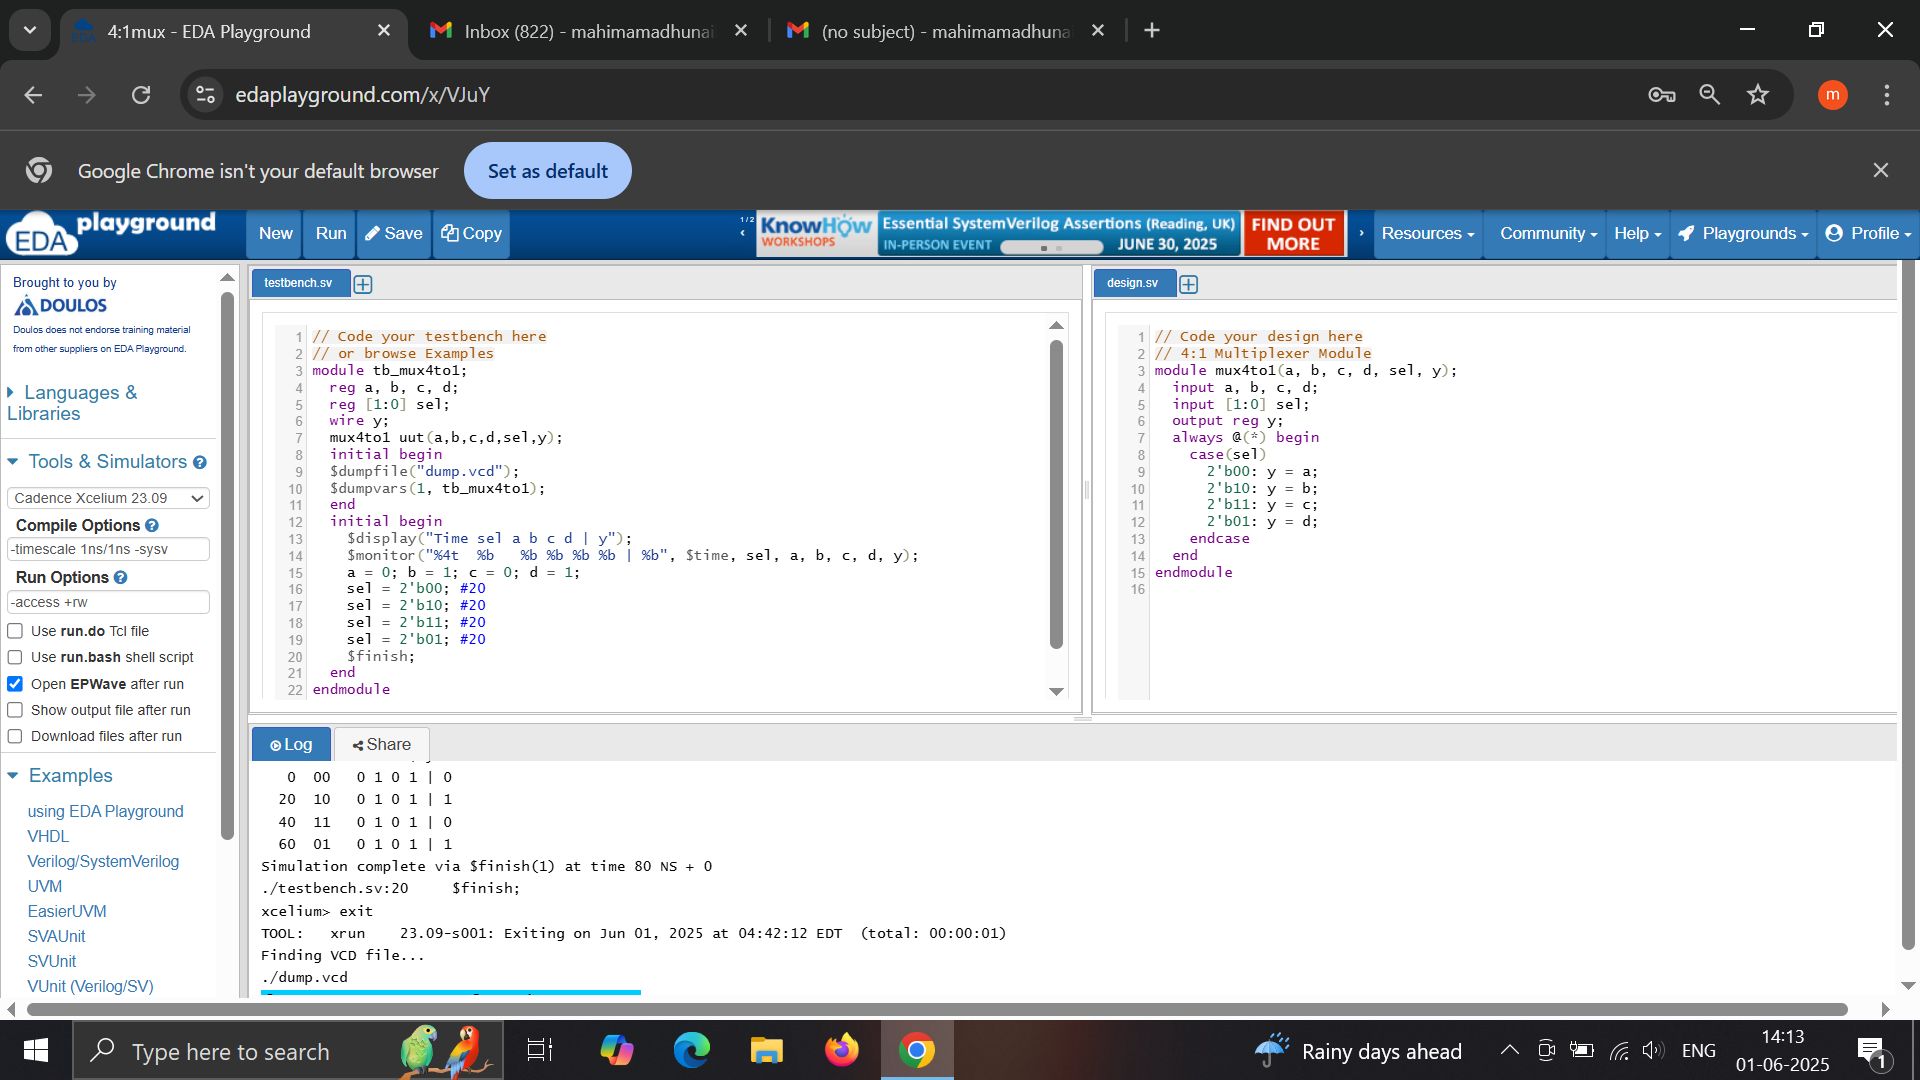 4:1mux - EDA Playground
Inbox (822) - mahimamadhunai
(no subject) - mahimamadhuna
edaplayground.com/x/VJuY
m
Google Chrome isn't your default browser
Set as default
EDA playground
New
Run
Save
Copy
1/2
KnowHow WORKSHOPS
Essential SystemVerilog Assertions (Reading, UK)
IN-PERSON EVENT
JUNE 30, 2025
FIND OUT MORE
Resources
Community
Help
Playgrounds
Profile
Brought to you by
DOULOS
Doulos does not endorse training material
from other suppliers on EDA Playground.
Languages &
Libraries
Tools & Simulators
Cadence Xcelium 23.09
Compile Options
-timescale 1ns/1ns -sysv
Run Options
-access +rw
Use run.do Tcl file
Use run.bash shell script
Open EPWave after run
Show output file after run
Download files after run
Examples
using EDA Playground
VHDL
Verilog/SystemVerilog
UVM
EasierUVM
SVAUnit
SVUnit
VUnit (Verilog/SV)
testbench.sv
1 // Code your testbench here
2 // or browse Examples
3 module tb_mux4to1;
4   reg a, b, c, d;
5   reg [1:0] sel;
6   wire y;
7   mux4to1 uut(a,b,c,d,sel,y);
8   initial begin
9   $dumpfile("dump.vcd");
10   $dumpvars(1, tb_mux4to1);
11   end
12   initial begin
13     $display("Time sel a b c d | y");
14     $monitor("%4t  %b   %b %b %b %b | %b", $time, sel, a, b, c, d, y);
15     a = 0; b = 1; c = 0; d = 1;
16     sel = 2'b00; #20
17     sel = 2'b10; #20
18     sel = 2'b11; #20
19     sel = 2'b01; #20
20     $finish;
21   end
22 endmodule
design.sv
1 // Code your design here
2 // 4:1 Multiplexer Module
3 module mux4to1(a, b, c, d, sel, y);
4   input a, b, c, d;
5   input [1:0] sel;
6   output reg y;
7   always @(*) begin
8     case(sel)
9       2'b00: y = a;
10       2'b10: y = b;
11       2'b11: y = c;
12       2'b01: y = d;
13     endcase
14   end
15 endmodule
16
Log
Share
0  00   0 1 0 1 | 0
20  10   0 1 0 1 | 1
40  11   0 1 0 1 | 0
60  01   0 1 0 1 | 1
Simulation complete via $finish(1) at time 80 NS + 0
./testbench.sv:20     $finish;
xcelium> exit
TOOL:   xrun    23.09-s001: Exiting on Jun 01, 2025 at 04:42:12 EDT  (total: 00:00:01)
Finding VCD file...
./dump.vcd
Type here to search
Rainy days ahead
ENG
14:13
01-06-2025
1